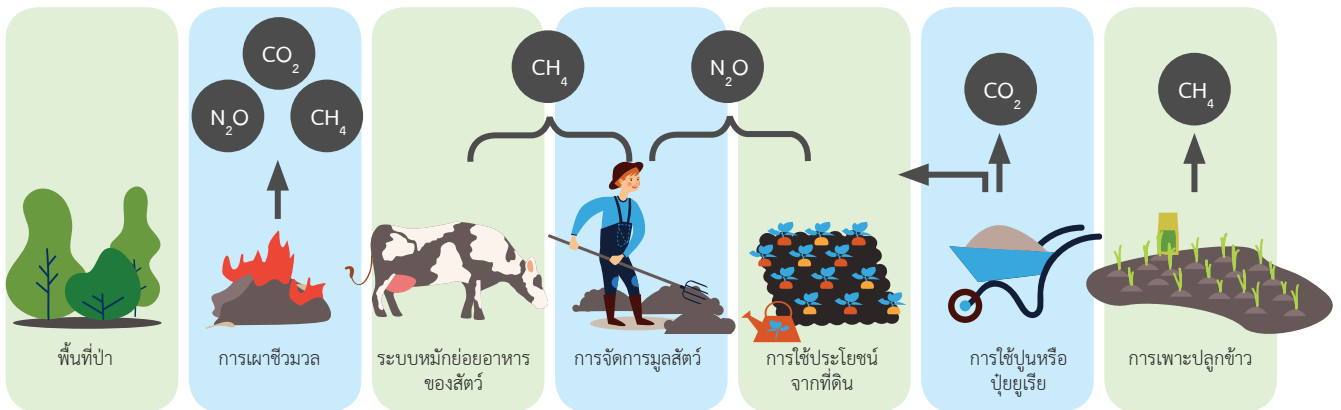 CO2
N2O
CH4
CH4
N2O
CO2
CH4
พื้นที่ป่า
การเผาชีวมวล
ระบบหมักย่อยอาหาร
ของสัตว์
การจัดการมูลสัตว์
การใช้ประโยชน์
จากที่ดิน
การใช้ปูนหรือ
ปุ๋ยยูเรีย
การเพาะปลูกข้าว